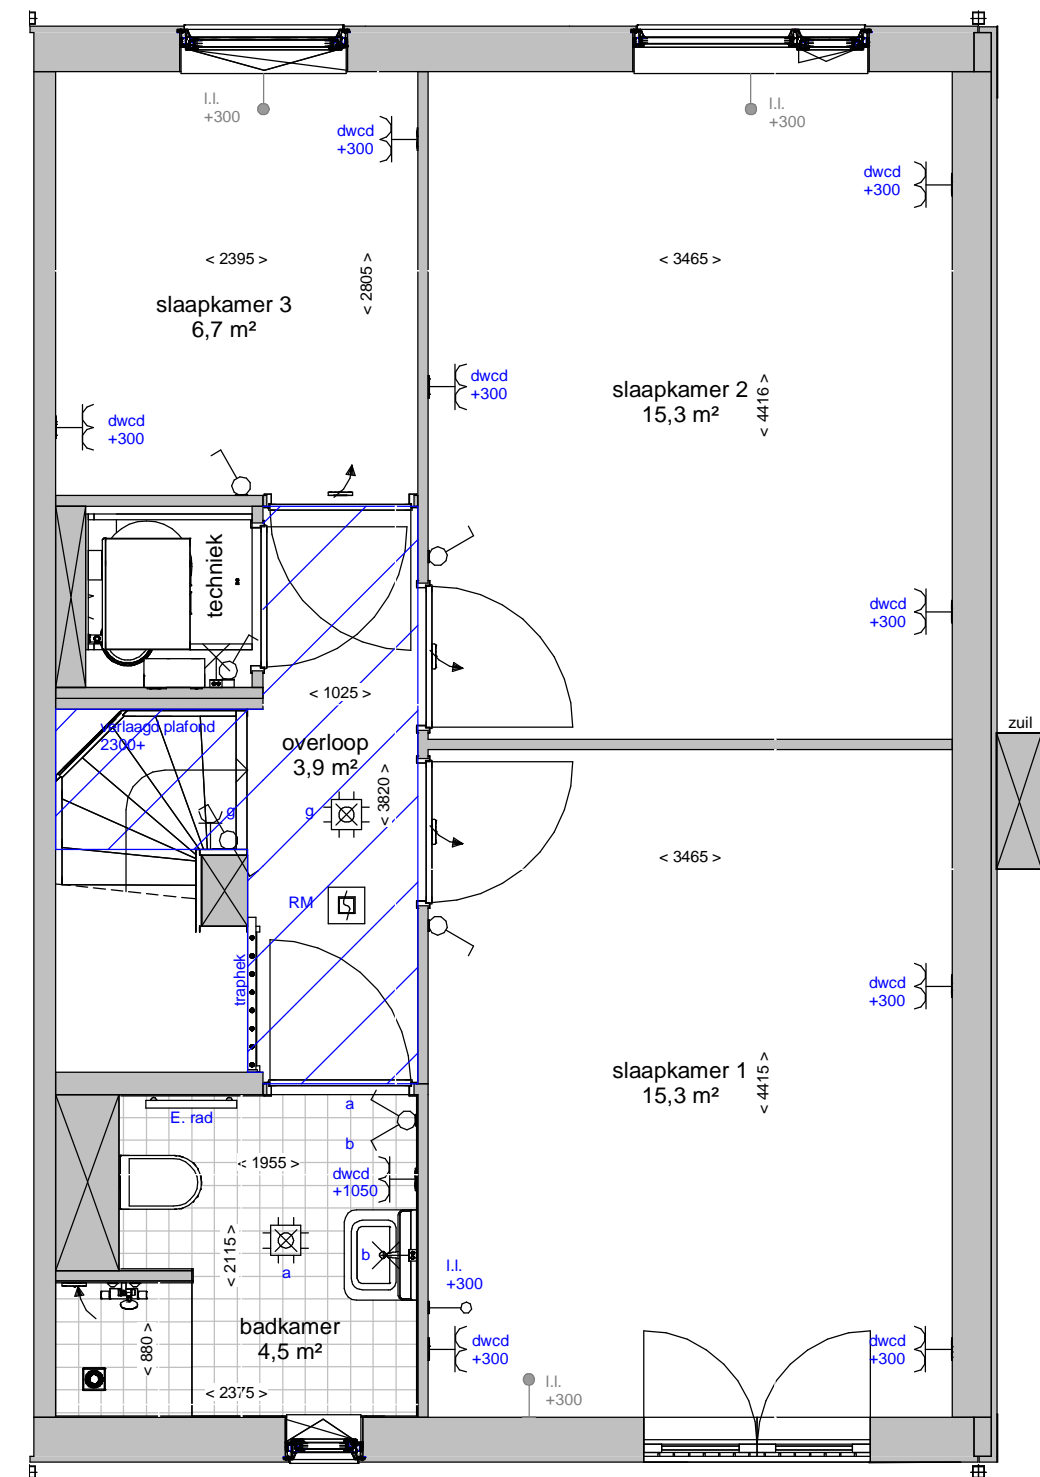 l.l.
+300
dwcd
+300
l.l.
+300
dwcd
+300
< 2395 >
< 2805 >
slaapkamer 3
6,7 m²
< 3465 >
dwcd
+300
slaapkamer 2
15,3 m²
< 4416 >
dwcd
+300
techniek
dwcd
+300
< 1025 >
verlaagd plafond
2300+
overloop
3,9 m²
< 3820 >
zuil
g
g
< 3465 >
RM
traphek
dwcd
+300
slaapkamer 1
15,3 m²
< 4415 >
E. rad
a
b
< 1955 >
dwcd
+1050
< 2115 >
b
a
l.l.
+300
badkamer
4,5 m²
< 880 >
dwcd
+300
dwcd
+300
< 2375 >
l.l.
+300